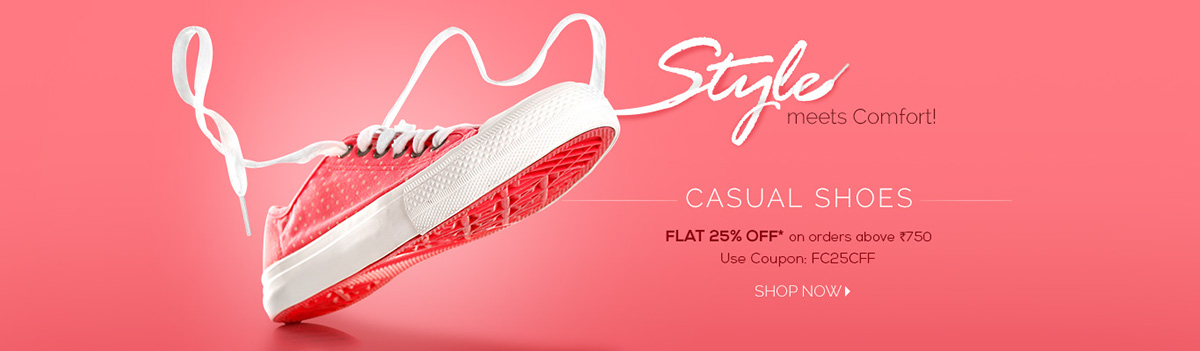 Style
meets Comfort!
CASUAL SHOES
FLAT 25% OFF* on orders above ₹750
Use Coupon: FC25CFF
SHOP NOW